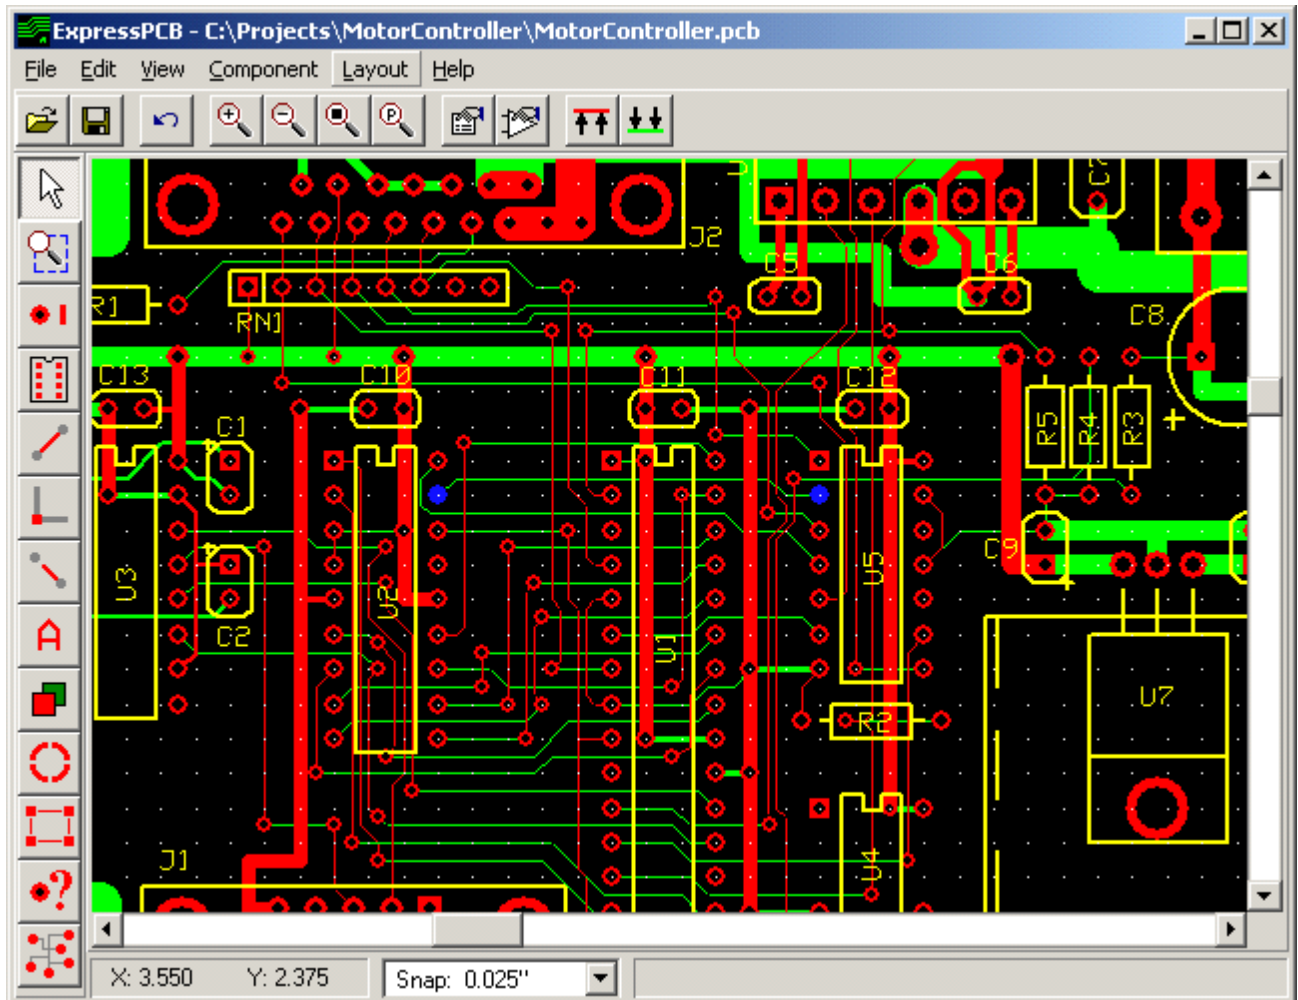 ExpressPCB - C:\Projects\MotorController\MotorController.pcb
File Edit View Component Layout Help
P
C7
J2
C5 C6
R1
RN1
C8
+
C13 C10 C11 C12
C1
R5 R4 R3
C9
+
U3
U2
U5
A
C2
U1
U7
R2
J1
U4
?
X: 3.550 Y: 2.375 Snap: 0.025"